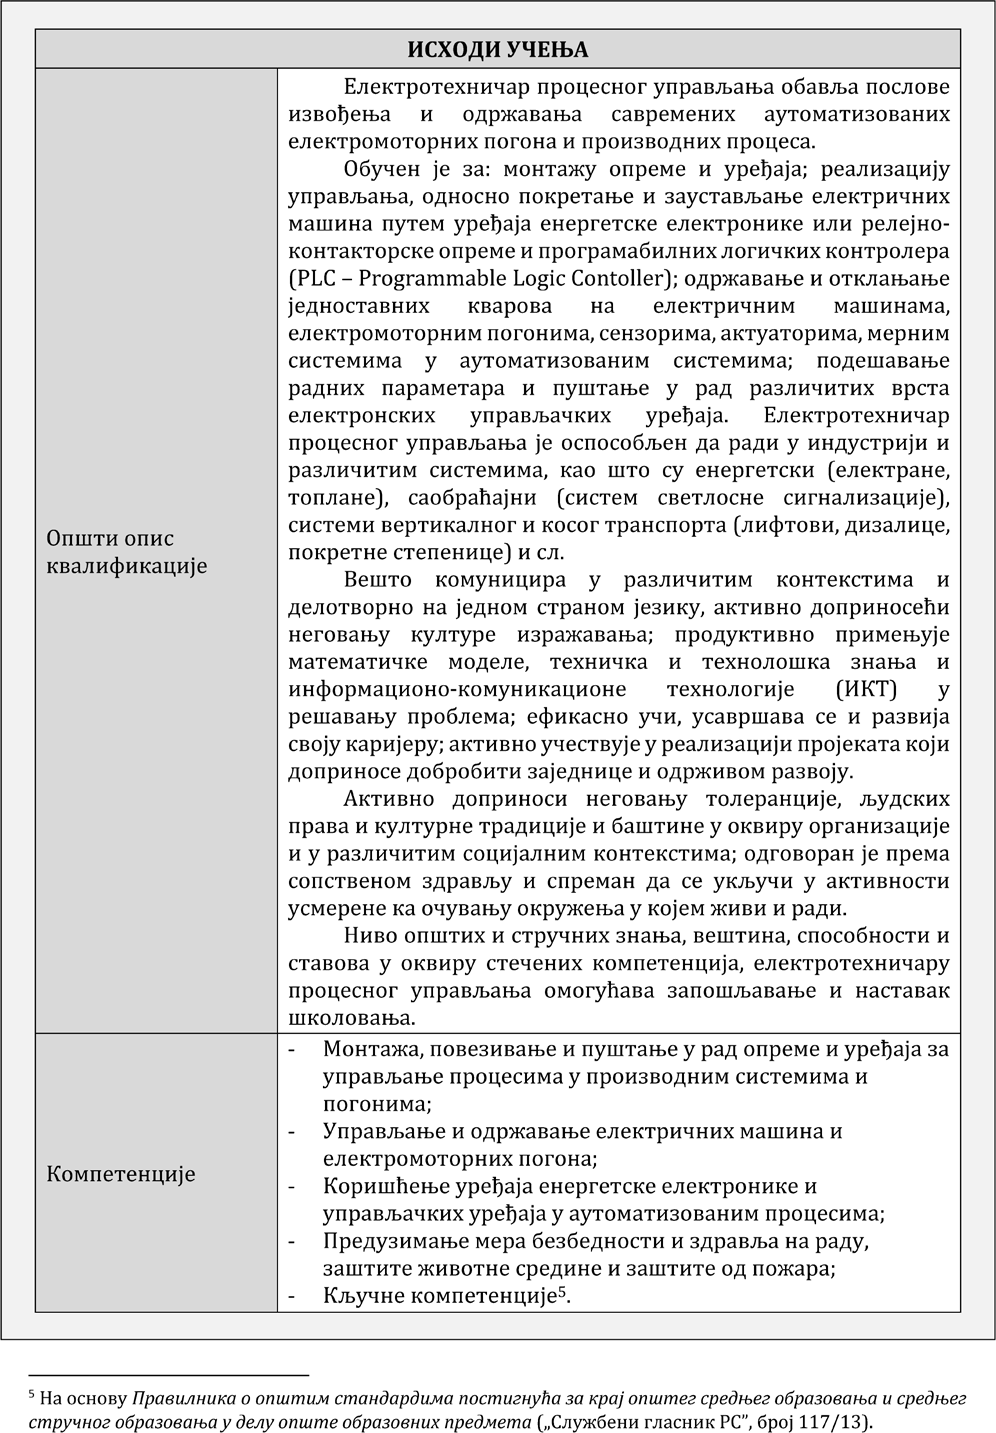 ИСХОДИ УЧЕЊА
Општи опис
квалификације
Електротехничар процесног управљања обавља послове
извођења и одржавања савремених аутоматизованих
електромоторних погона и производних процеса.
Обучен је за: монтажу опреме и уређаја; реализацију
управљања, односно покретање и заустављање електричних
машина путем уређаја енергетске електронике или релејно-
контакторске опреме и програмабилних логичких контролера
(PLC – Programmable Logic Contoller); одржавање и отклањање
једноставних кварова на електричним машинама,
електромоторним погонима, сензорима, актуаторима, мерним
системима у аутоматизованим системима; подешавање
радних параметара и пуштање у рад различитих врста
електронских управљачких уређаја. Електротехничар
процесног управљања је оспособљен да ради у индустрији и
различитим системима, као што су енергетски (електране,
топлане), саобраћајни (систем светлосне сигнализације),
системи вертикалног и косог транспорта (лифтови, дизалице,
покретне степенице) и сл.
Вешто комуницира у различитим контекстима и
делотворно на једном страном језику, активно доприносећи
неговању културе изражавања; продуктивно примењује
математичке моделе, техничка и технолошка знања и
информационо-комуникационе технологије (ИКТ) у
решавању проблема; ефикасно учи, усавршава се и развија
своју каријеру; активно учествује у реализацији пројеката који
доприносе добробити заједнице и одрживом развоју.
Активно доприноси неговању толеранције, људских
права и културне традиције и баштине у оквиру организације
и у различитим социјалним контекстима; одговоран је према
сопственом здрављу и спреман да се укључи у активности
усмерене ка очувању окружења у којем живи и ради.
Ниво општих и стручних знања, вештина, способности и
ставова у оквиру стечених компетенција, електротехничару
процесног управљања омогућава запошљавање и наставак
школовања.
Компетенције
- Монтажа, повезивање и пуштање у рад опреме и уређаја за
управљање процесима у производним системима и
погонима;
- Управљање и одржавање електричних машина и
електромоторних погона;
- Коришћење уређаја енергетске електронике и
управљачких уређаја у аутоматизованим процесима;
- Предузимање мера безбедности и здравља на раду,
заштите животне средине и заштите од пожара;
- Кључне компетенције⁵.
⁵ На основу Правилника о општим стандардима постигнућа за крај општег средњег образовања и средњег
стручног образовања у делу опште образовних предмета („Службени гласник РС”, број 117/13).